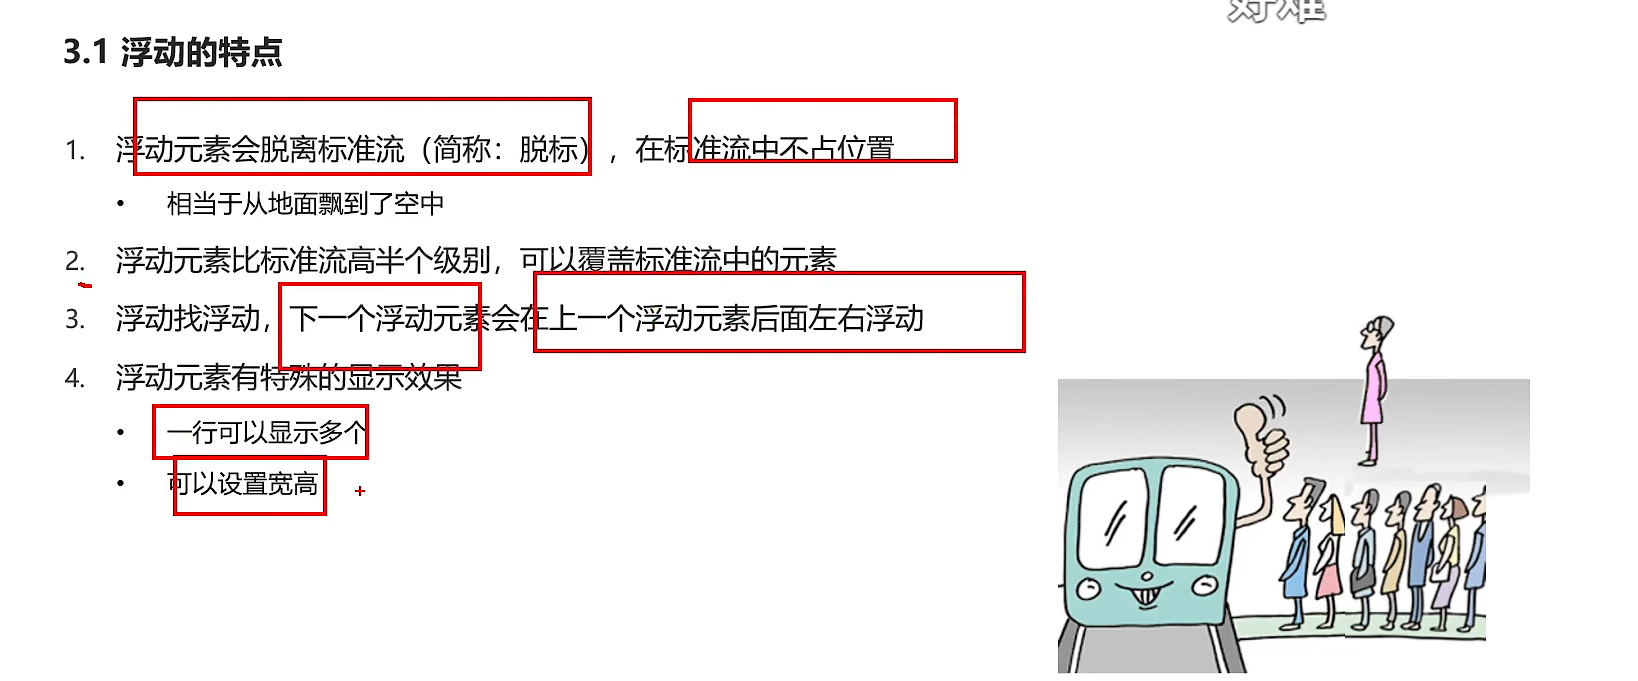 好难
3.1 浮动的特点
1. 浮动元素会脱离标准流（简称：脱标），在标准流中不占位置
• 相当于从地面飘到了空中
2. 浮动元素比标准流高半个级别，可以覆盖标准流中的元素
3. 浮动找浮动，下一个浮动元素会在上一个浮动元素后面左右浮动
4. 浮动元素有特殊的显示效果
• 一行可以显示多个
• 可以设置宽高